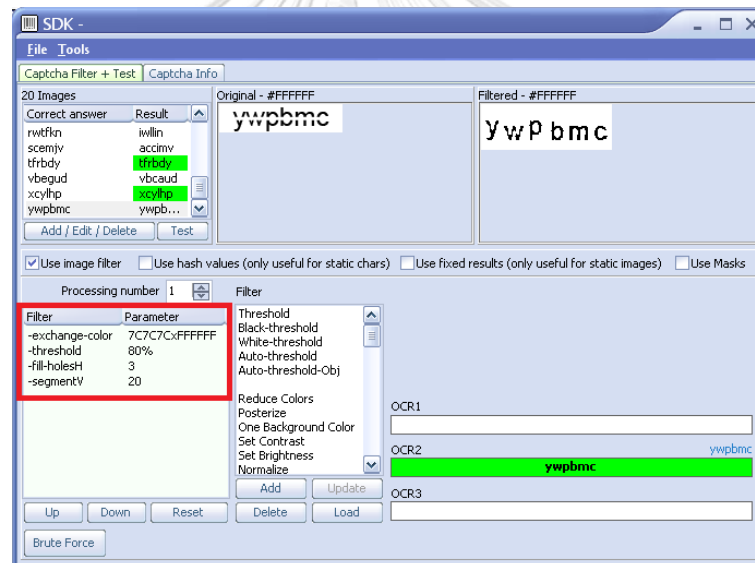 SDK -
File Tools
Captcha Filter + Test Captcha Info
20 Images
Correct answer Result
rwtfkn iwllin
scemjv accimv
tfrbdy tfrbdy
vbegud vbcaud
xcylhp xcylhp
ywpbmc ywpb...
Add / Edit / Delete Test
Original - #FFFFFF
ywpbmc
Filtered - #FFFFFF
ywpbmc
Use image filter Use hash values (only useful for static chars) Use fixed results (only useful for static images) Use Masks
Processing number 1
Filter Parameter
-exchange-color 7C7C7CxFFFFFF
-threshold 80%
-fill-holesH 3
-segmentV 20
Up Down Reset
Brute Force
Filter
Threshold
Black-threshold
White-threshold
Auto-threshold
Auto-threshold-Obj
Reduce Colors
Posterize
One Background Color
Set Contrast
Set Brightness
Normalize
Add Update
Delete Load
OCR1
OCR2 ywpbmc
ywpbmc
OCR3